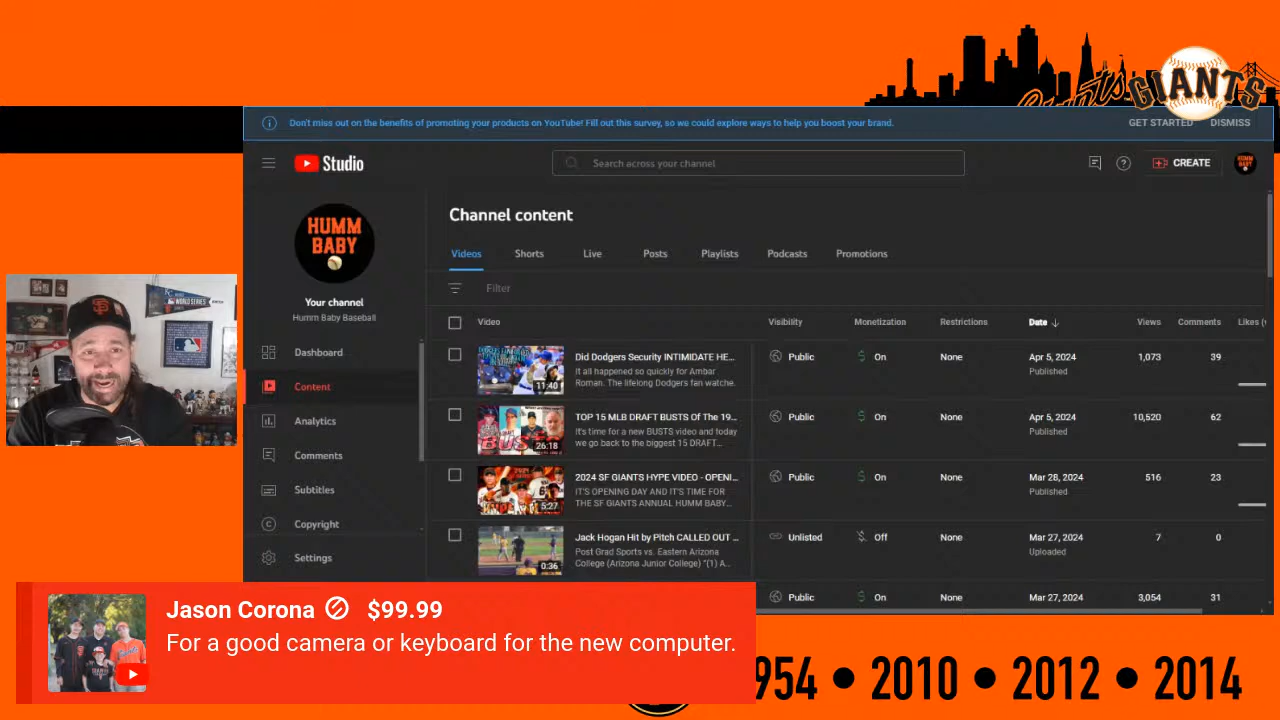 GIANTS
Don't miss out on the benefits of promoting your products on YouTube! Fill out this survey, so we could explore ways to help you boost your brand.
GET STARTED
DISMISS
Studio
Search across your channel
CREATE
HUMM
BABY
Your channel
Humm Baby Baseball
Dashboard
Content
Analytics
Comments
Subtitles
Copyright
Settings
Channel content
Videos
Shorts
Live
Posts
Playlists
Podcasts
Promotions
Filter
Video
Visibility
Monetization
Restrictions
Date
Views
Comments
Likes (v
11:40
Did Dodgers Security INTIMIDATE HE...
It all happened so quickly for Ambar
Roman. The lifelong Dodgers fan watche.
Public
On
None
Apr 5, 2024
Published
1,073
39
26:18
TOP 15 MLB DRAFT BUSTS Of The 19...
It's time for a new BUSTS video and today
we go back to the biggest 15 DRAFT...
Public
On
None
Apr 5, 2024
Published
10,520
62
5:27
2024 SF GIANTS HYPE VIDEO - OPENI...
IT'S OPENING DAY AND IT'S TIME FOR
THE SF GIANTS ANNUAL HUMM BABY...
Public
On
None
Mar 28, 2024
Published
516
23
0:36
Jack Hogan Hit by Pitch CALLED OUT ...
Post Grad Sports vs. Eastern Arizona
College (Arizona Junior College) "(1) A...
Unlisted
Off
None
Mar 27, 2024
Uploaded
7
0
Public
On
None
Mar 27, 2024
3,054
31
WORLD SERIES
Jason Corona $99.99
For a good camera or keyboard for the new computer.
954 • 2010 • 2012 • 2014